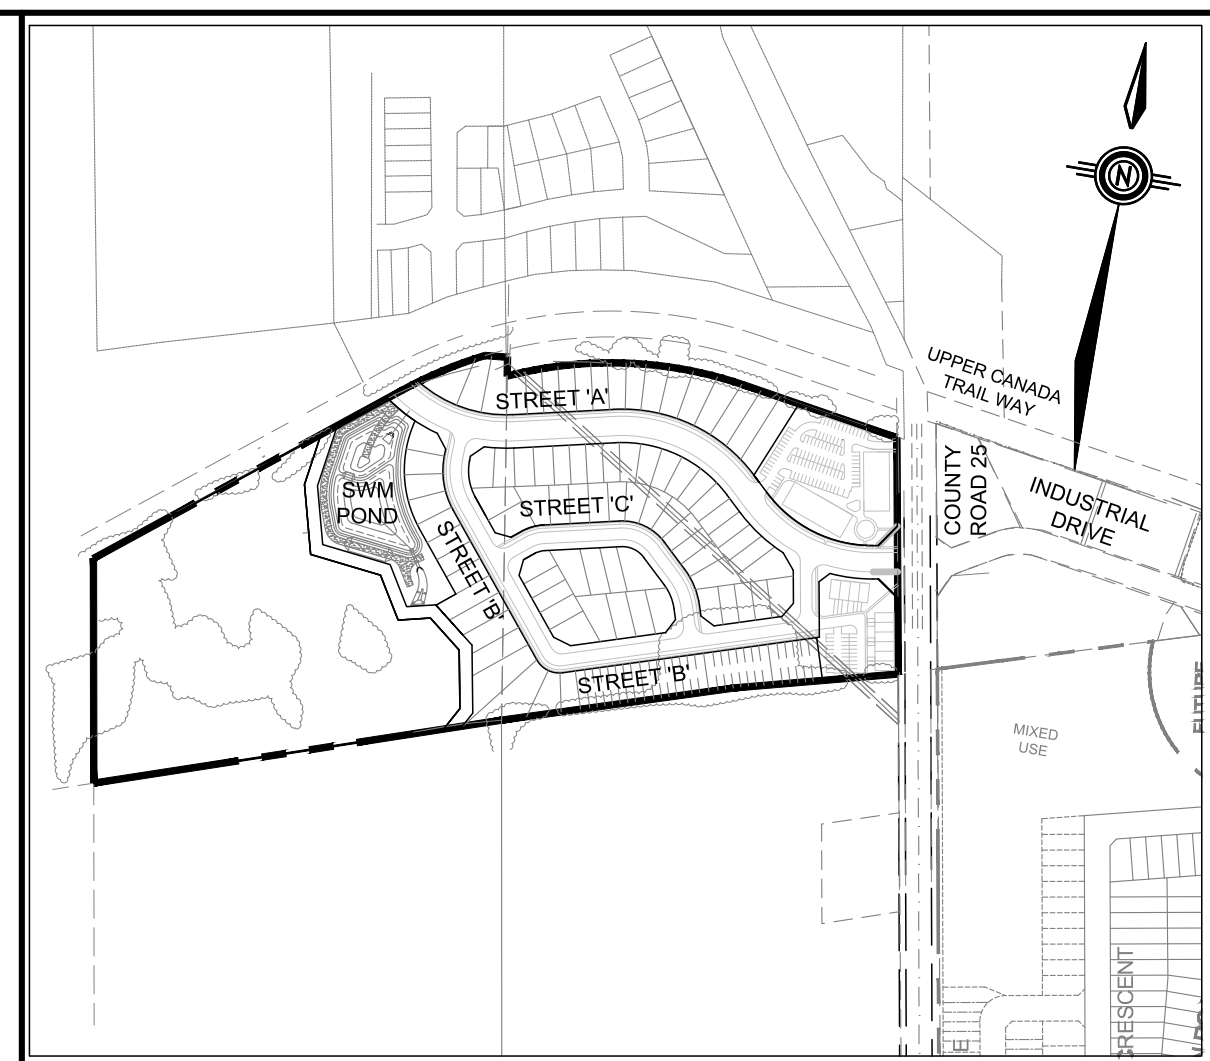 N
UPPER CANADA
TRAIL WAY
STREET 'A'
COUNTY
ROAD 25
INDUSTRIAL
DRIVE
SWM
POND
STREET 'C'
STREET 'B'
STREET 'B'
FUTURE
MIXED
USE
CRESCENT
E